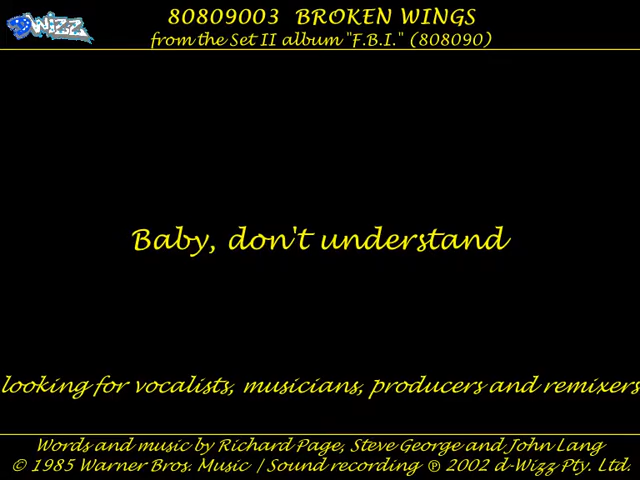 dWizz
80809003 BROKEN WINGS
from the Set II album "F.B.I." (808090)
Baby, don't understand
looking for vocalists, musicians, producers and remixers
Words and music by Richard Page, Steve George and John Lang
© 1985 Warner Bros. Music / Sound recording ℗ 2002 d-Wizz Pty. Ltd.